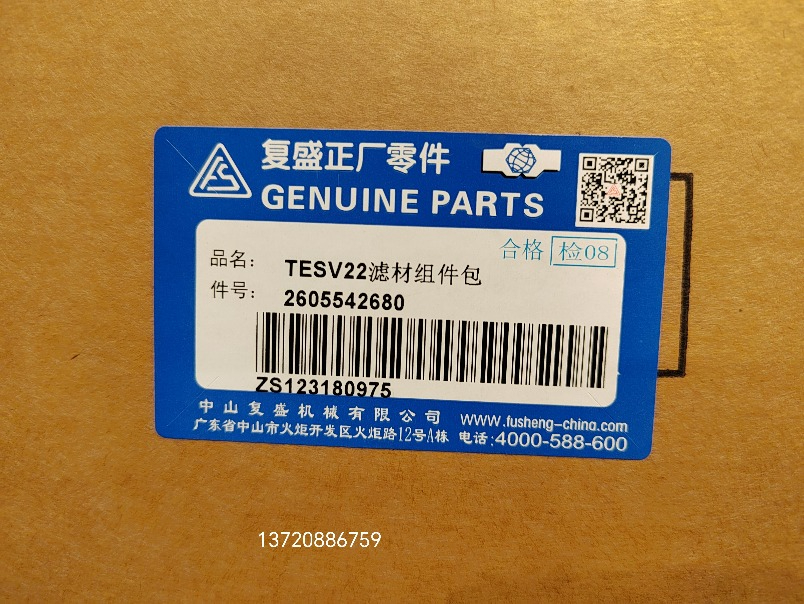 复盛正厂零件
GENUINE PARTS
合格 检08
品名: TESV22滤材组件包
件号: 2605542680
ZS123180975
中山复盛机械有限公司 www.fusheng-china.com
广东省中山市火炬开发区火炬路12号A栋 电话:4000-588-600
13720886759